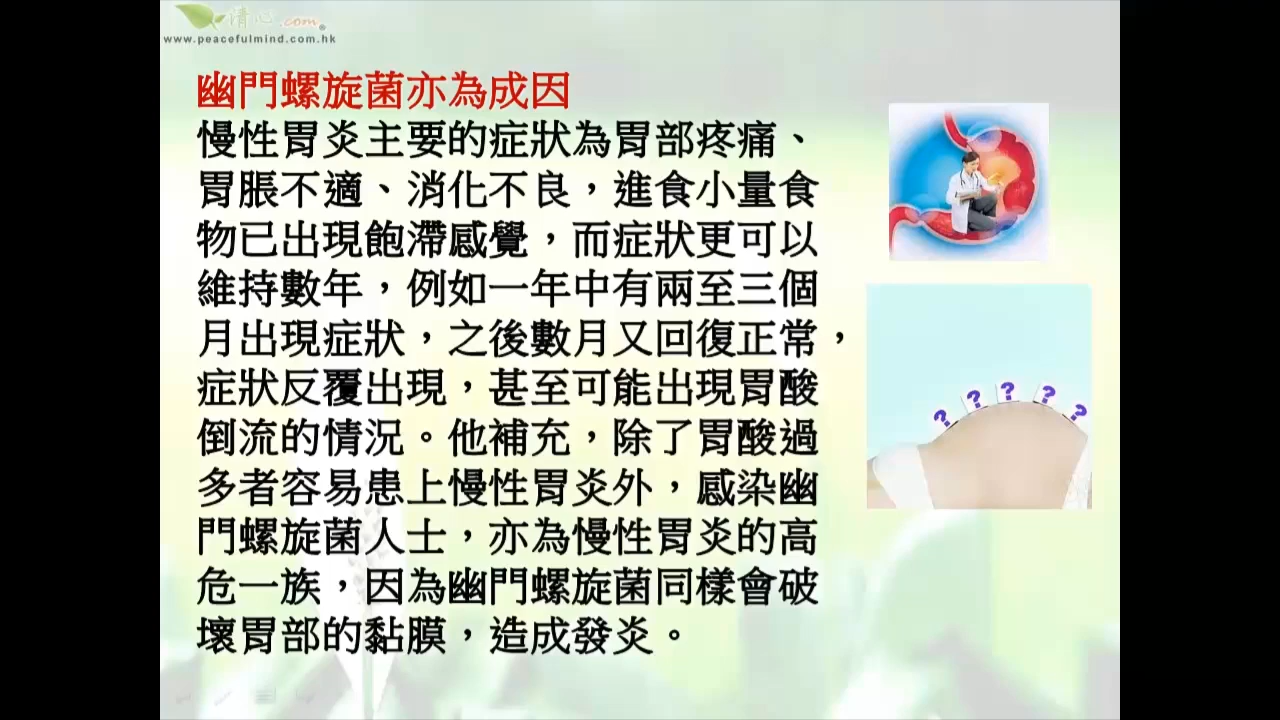 清心.com®
www.peacefulmind.com.hk
幽門螺旋菌亦為成因
慢性胃炎主要的症狀為胃部疼痛、
胃脹不適、消化不良，進食小量食
物已出現飽滯感覺，而症狀更可以
維持數年，例如一年中有兩至三個
月出現症狀，之後數月又回復正常，
症狀反覆出現，甚至可能出現胃酸
倒流的情況。他補充，除了胃酸過
多者容易患上慢性胃炎外，感染幽
門螺旋菌人士，亦為慢性胃炎的高
危一族，因為幽門螺旋菌同樣會破
壞胃部的黏膜，造成發炎。
? ? ? ? ?